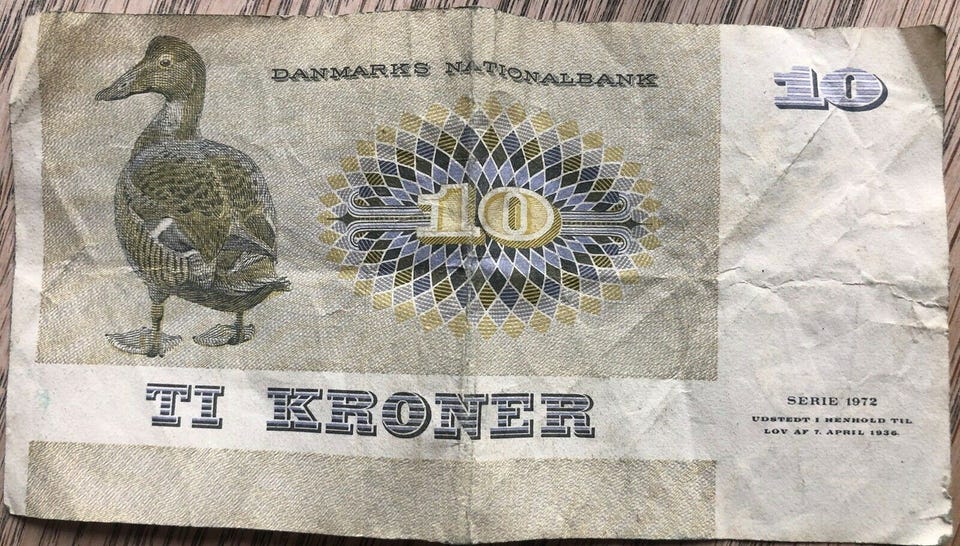 DANMARKS NATIONALBANK
10
10
TI KRONER
SERIE 1972
UDSTEDT I HENHOLD TIL
LOV AF 7. APRIL 1936.